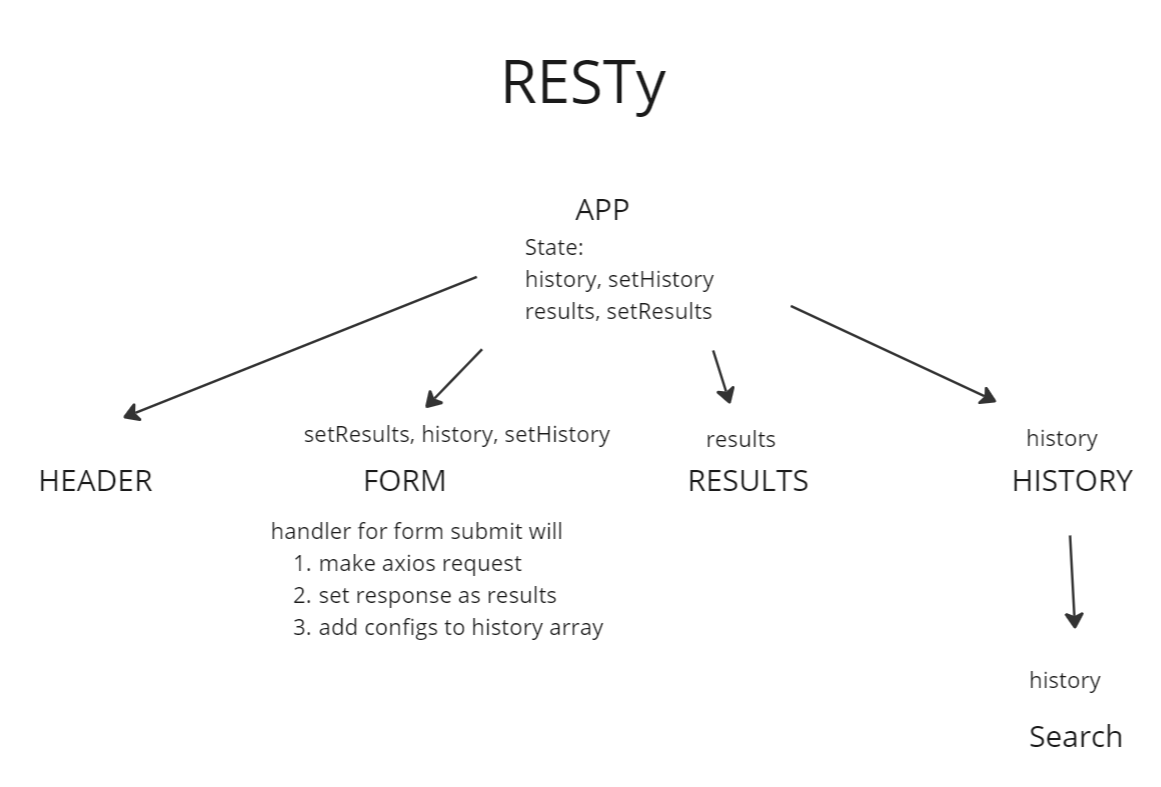 RESTy
APP
State:
history, setHistory
results, setResults
setResults, history, setHistory
results
history
HEADER
FORM
RESULTS
HISTORY
handler for form submit will
1. make axios request
2. set response as results
3. add configs to history array
history
Search